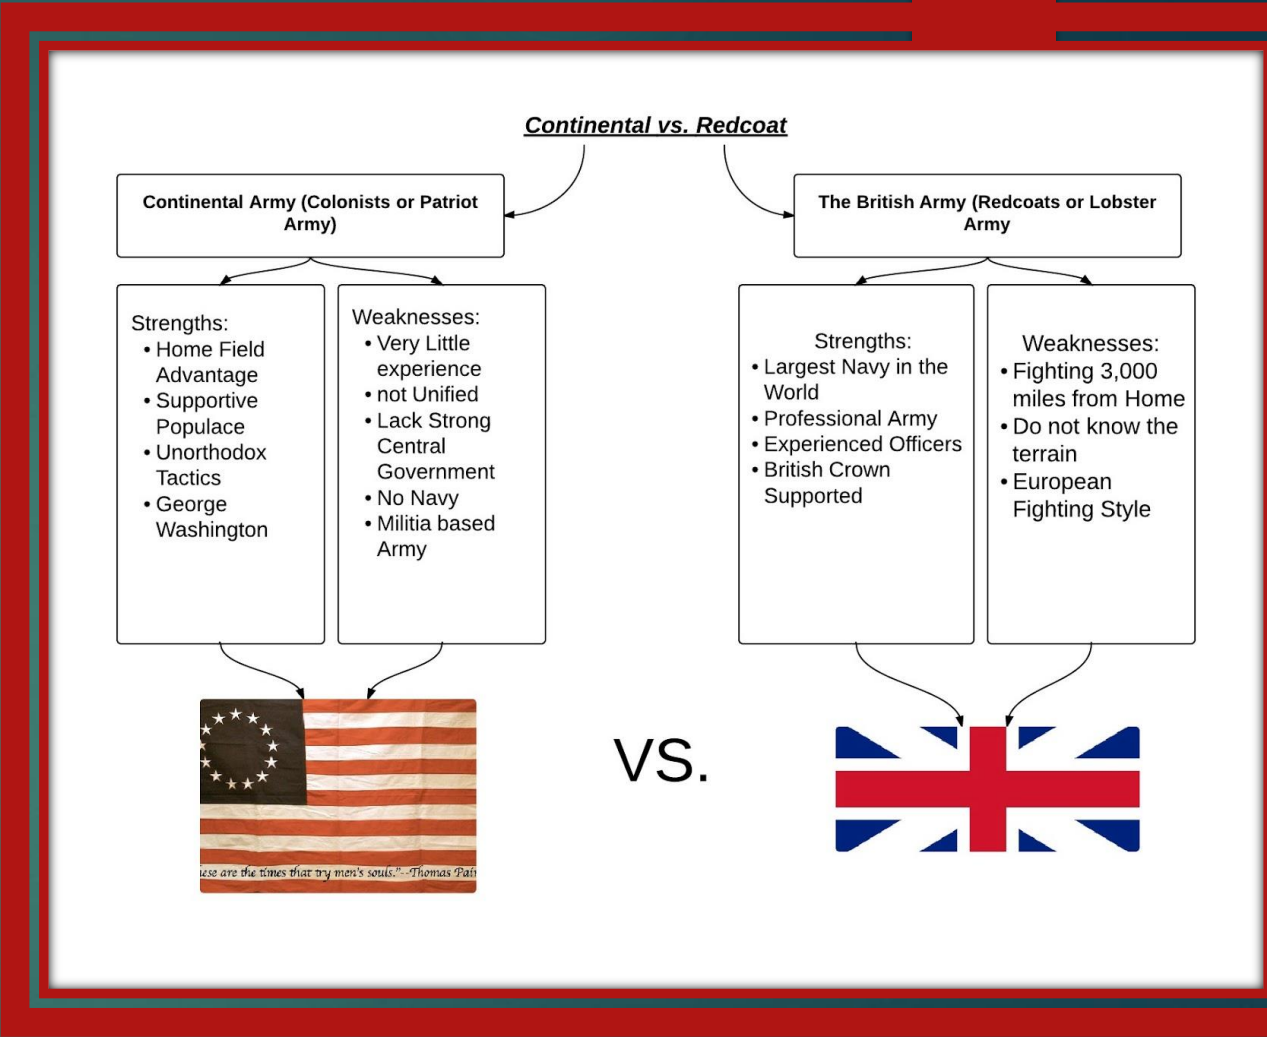 Continental vs. Redcoat
Continental Army (Colonists or Patriot
Army)
Strengths:
• Home Field
Advantage
• Supportive
Populace
• Unorthodox
Tactics
• George
Washington
Weaknesses:
• Very Little
experience
• not Unified
• Lack Strong
Central
Government
• No Navy
• Militia based
Army
The British Army (Redcoats or Lobster
Army
Strengths:
• Largest Navy in the
World
• Professional Army
• Experienced Officers
• British Crown
Supported
Weaknesses:
• Fighting 3,000
miles from Home
• Do not know the
terrain
• European
Fighting Style
ese are the times that try men's souls."--Thomas Pai
VS.